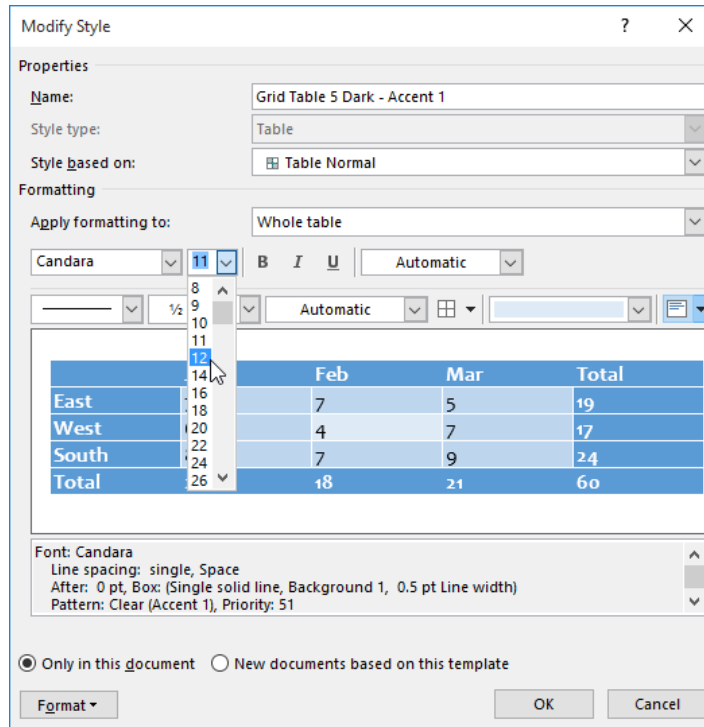 Modify Style ?
Properties
Name: Grid Table 5 Dark - Accent 1
Style type: Table
Style based on: Table Normal
Formatting
Apply formatting to: Whole table
Candara 11 B I U Automatic
½ Automatic
8
9
10
11
12
14
16
18
20
22
24
26
Feb Mar Total
East 7 5 19
West 4 7 17
South 7 9 24
Total 18 21 60
Font: Candara
Line spacing: single, Space
After: 0 pt, Box: (Single solid line, Background 1, 0.5 pt Line width)
Pattern: Clear (Accent 1), Priority: 51
Only in this document New documents based on this template
Format OK Cancel